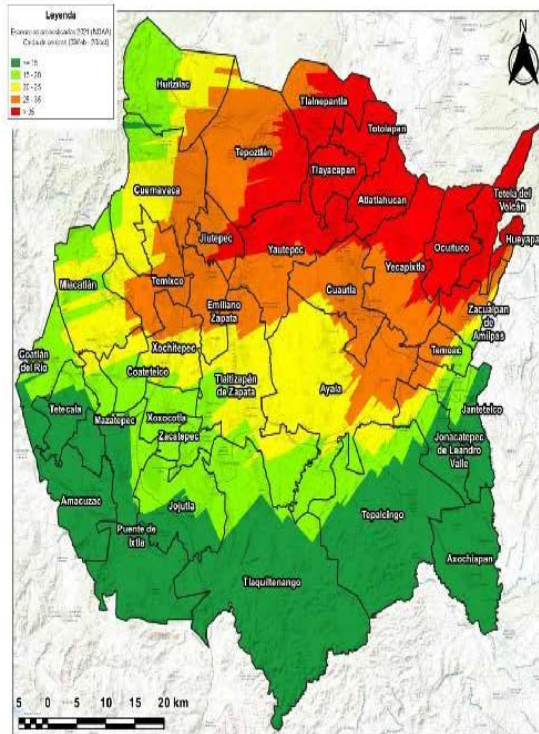 Leyenda
Caída de cenizas
<= 15
15 - 20
20 - 25
25 - 35
> 35
N
Huitzilac
Tlalnepantla
Totolapan
Tepoztlán
Tlayacapan
Cuernavaca
Atlatlahucan
Tetela del
Volcán
Hueyapan
Jiutepec
Yautepec
Ocuituco
Yecapixtla
Miacatlán
Temixco
Cuautla
Emiliano
Zapata
Zacualpan
de
Amilpas
Xochitepec
Temoac
Coatlán
del Río
Coatetelco
Tlaltizapán
de Zapata
Ayala
Jantetelco
Tetecala
Mazatepec
Xoxocotla
Zacatepec
Jonacatepec
de Leandro
Valle
Amacuzac
Jojutla
Tepalcingo
Puente de
Ixtla
Axochiapan
Tlaquiltenango
5 0 5 10 15 20 km